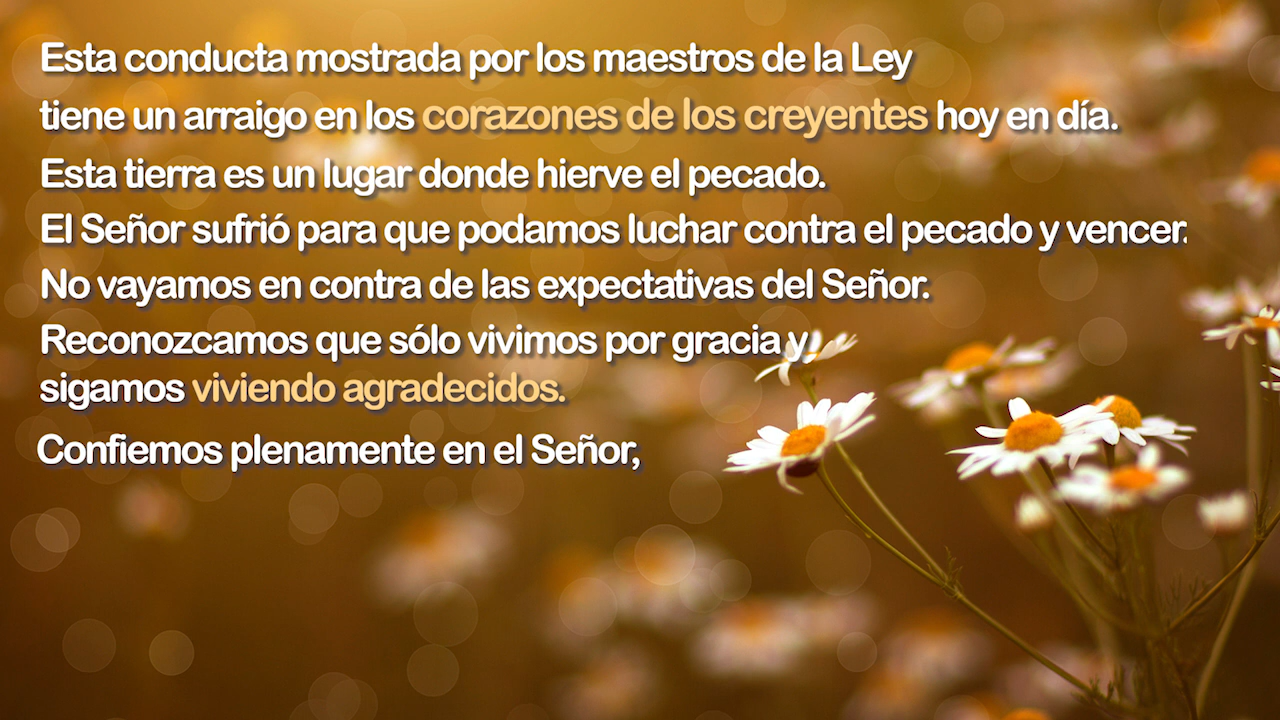 Esta conducta mostrada por los maestros de la Ley
tiene un arraigo en los corazones de los creyentes hoy en día.
Esta tierra es un lugar donde hierve el pecado.
El Señor sufrió para que podamos luchar contra el pecado y vencer.
No vayamos en contra de las expectativas del Señor.
Reconozcamos que sólo vivimos por gracia y
sigamos viviendo agradecidos.
Confiemos plenamente en el Señor,